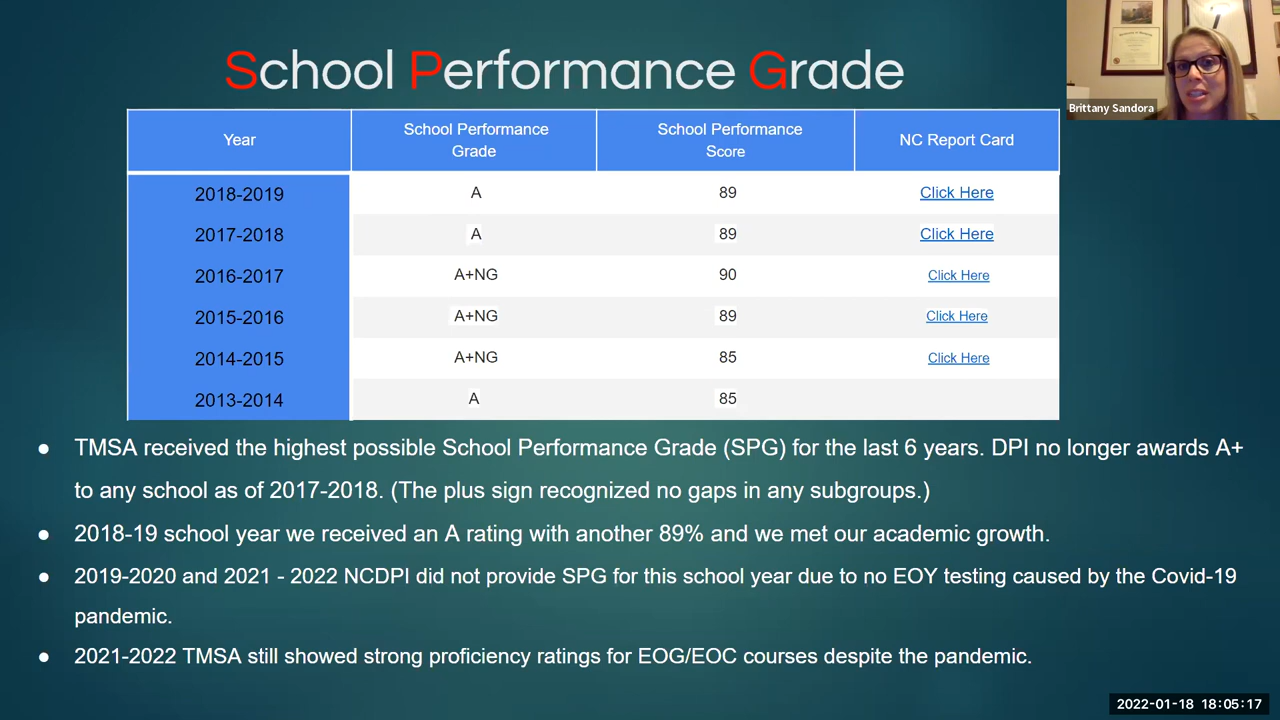 School Performance Grade
Brittany Sandora
Year School Performance Grade School Performance Score NC Report Card
2018-2019 A 89 Click Here
2017-2018 A 89 Click Here
2016-2017 A+NG 90 Click Here
2015-2016 A+NG 89 Click Here
2014-2015 A+NG 85 Click Here
2013-2014 A 85
● TMSA received the highest possible School Performance Grade (SPG) for the last 6 years. DPI no longer awards A+
to any school as of 2017-2018. (The plus sign recognized no gaps in any subgroups.)
● 2018-19 school year we received an A rating with another 89% and we met our academic growth.
● 2019-2020 and 2021 - 2022 NCDPI did not provide SPG for this school year due to no EOY testing caused by the Covid-19
pandemic.
● 2021-2022 TMSA still showed strong proficiency ratings for EOG/EOC courses despite the pandemic.
2022-01-18 18:05:17